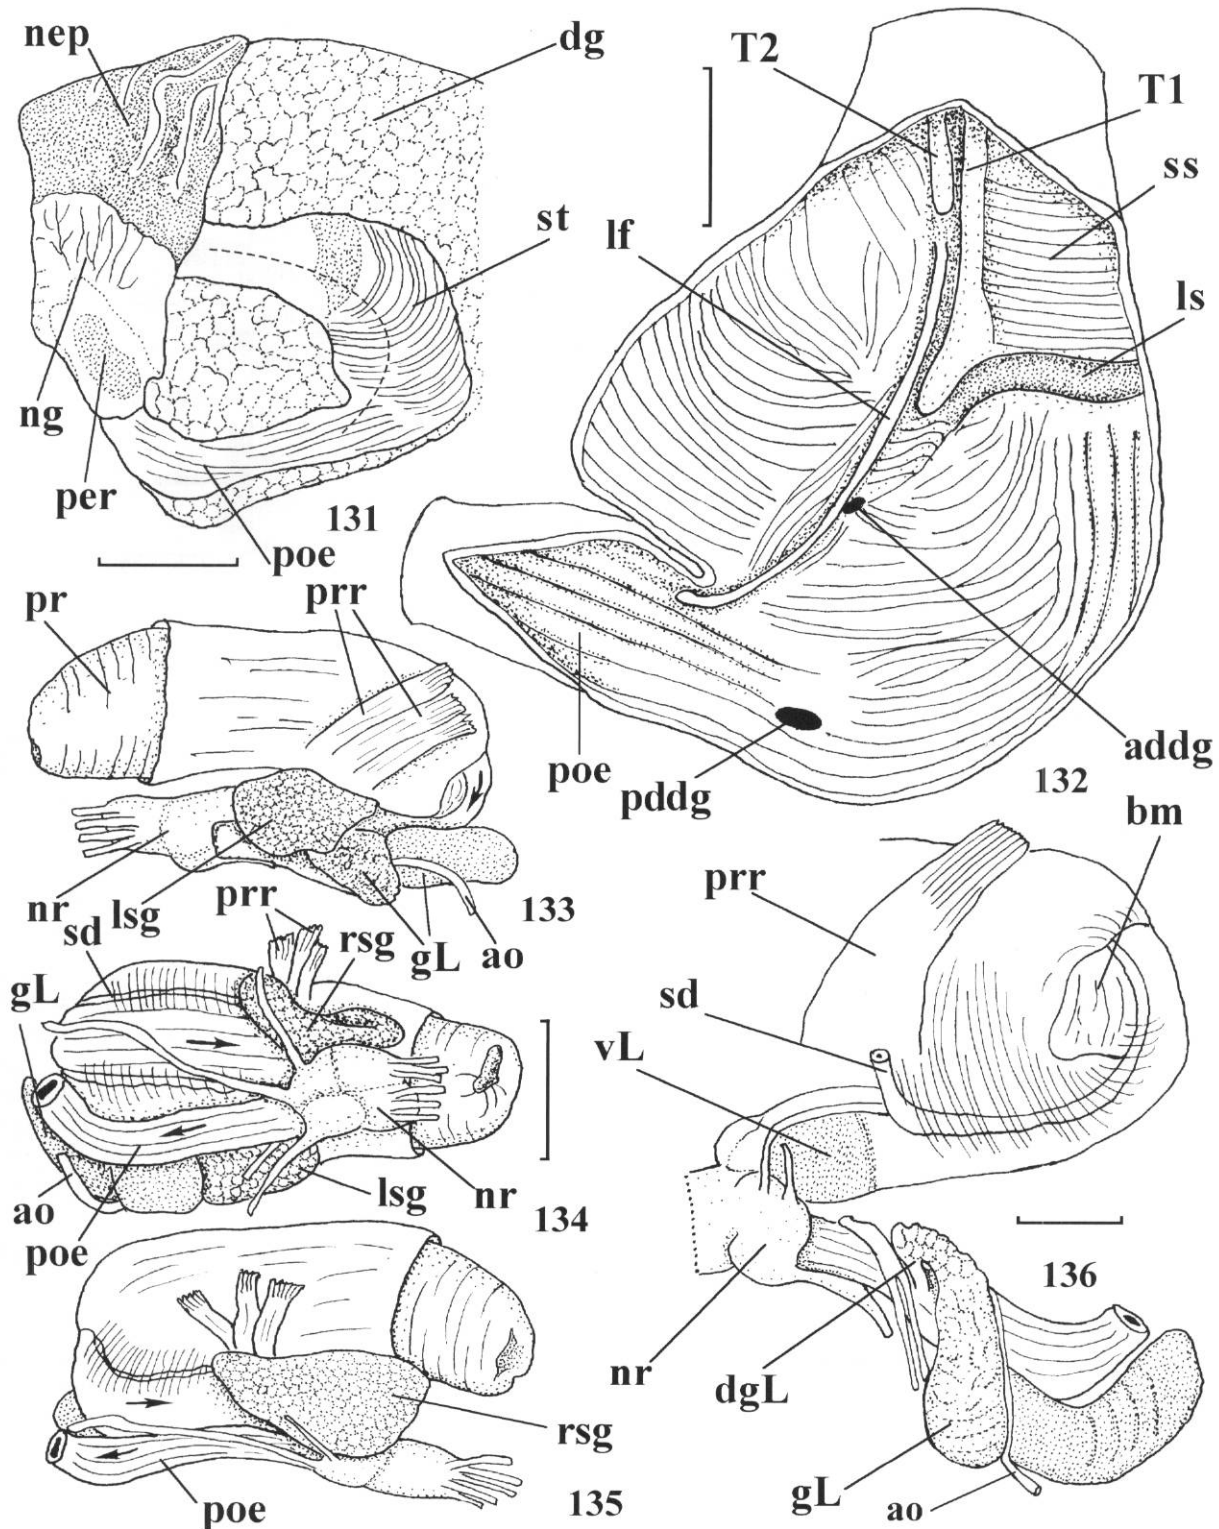 nep
dg
st
ng
per
poe
131
T2
T1
ss
lf
ls
poe
pddg
addg
132
pr
prr
nr
lsg
gL
ao
133
sd
prr
rsg
gL
ao
poe
lsg
nr
134
rsg
poe
135
bm
prr
sd
vL
nr
dgL
gL
ao
136